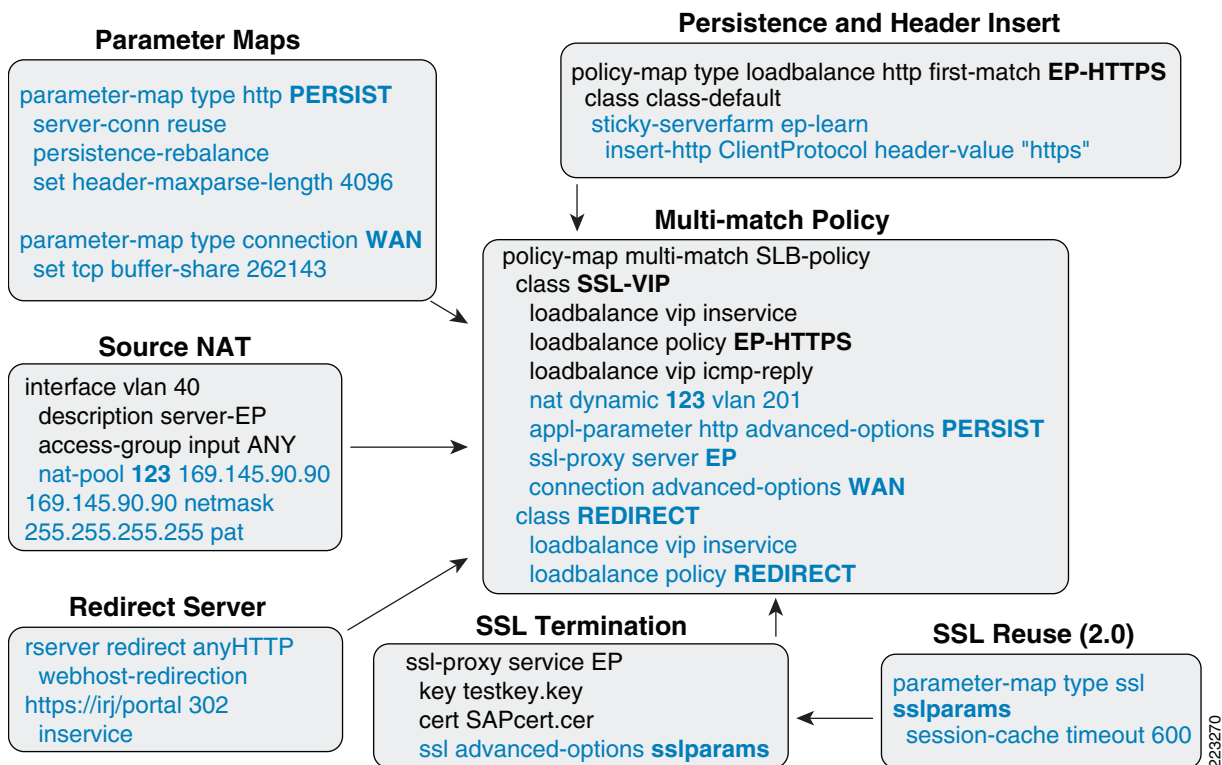 Parameter Maps
parameter-map type http PERSIST
server-conn reuse
persistence-rebalance
set header-maxparse-length 4096
parameter-map type connection WAN
set tcp buffer-share 262143
Persistence and Header Insert
policy-map type loadbalance http first-match EP-HTTPS
class class-default
sticky-serverfarm ep-learn
insert-http ClientProtocol header-value "https"
Source NAT
interface vlan 40
description server-EP
access-group input ANY
nat-pool 123 169.145.90.90
169.145.90.90 netmask
255.255.255.255 pat
Multi-match Policy
policy-map multi-match SLB-policy
class SSL-VIP
loadbalance vip inservice
loadbalance policy EP-HTTPS
loadbalance vip icmp-reply
nat dynamic 123 vlan 201
appl-parameter http advanced-options PERSIST
ssl-proxy server EP
connection advanced-options WAN
class REDIRECT
loadbalance vip inservice
loadbalance policy REDIRECT
Redirect Server
rserver redirect anyHTTP
webhost-redirection
https://irj/portal 302
inservice
SSL Termination
ssl-proxy service EP
key testkey.key
cert SAPcert.cer
ssl advanced-options sslparams
SSL Reuse (2.0)
parameter-map type ssl
sslparams
session-cache timeout 600
223270